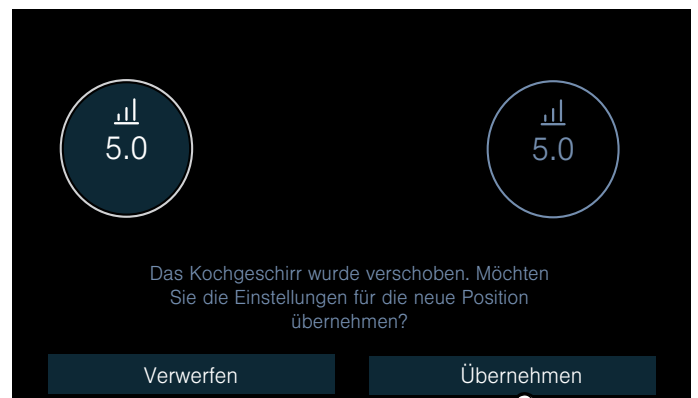 5.0
5.0
Das Kochgeschirr wurde verschoben. Möchten
Sie die Einstellungen für die neue Position
übernehmen?
Verwerfen
Übernehmen